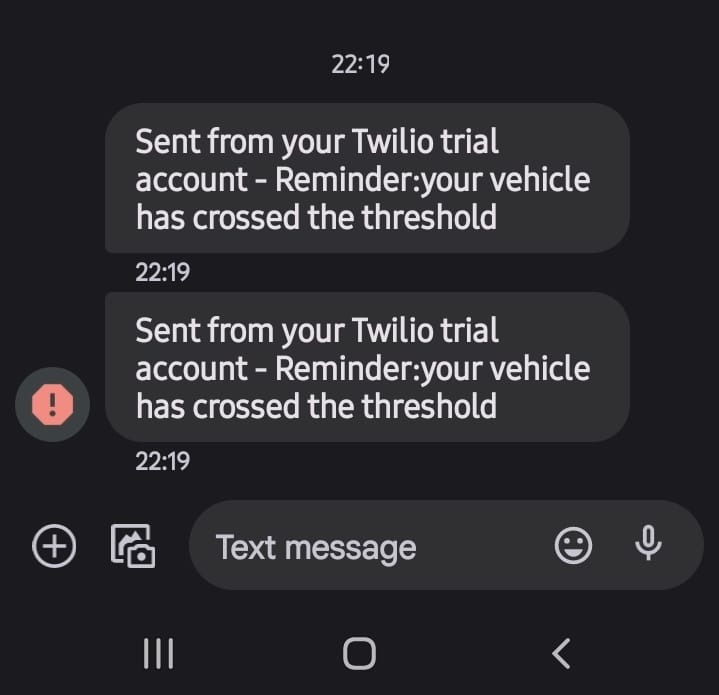 22:19
Sent from your Twilio trial
account - Reminder:your vehicle
has crossed the threshold
22:19
Sent from your Twilio trial
account - Reminder:your vehicle
has crossed the threshold
!
22:19
Text message